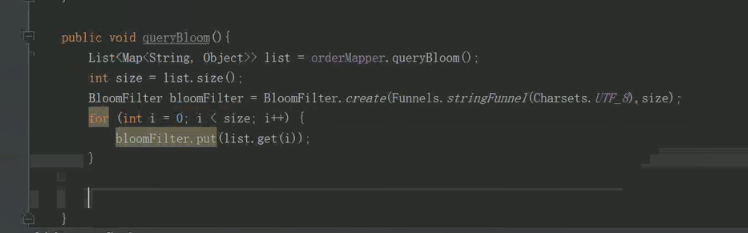 }
public void queryBloom(){
List<Map<String, Object>> list = orderMapper.queryBloom();
int size = list.size();
BloomFilter bloomFilter = BloomFilter.create(Funnels.stringFunnel(Charsets.UTF_8),size);
for (int i = 0; i < size; i++) {
bloomFilter.put(list.get(i));
}
}